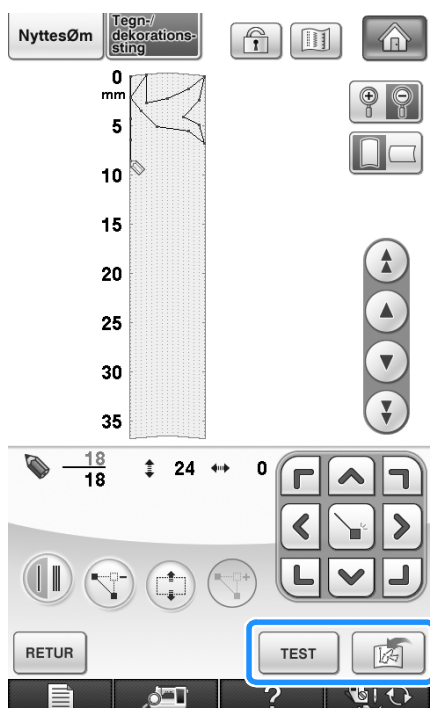 NyttesØm
Tegn-/
dekorations-
sting
0
mm
5
10
15
20
25
30
35
18
18
24
0
RETUR
TEST
?